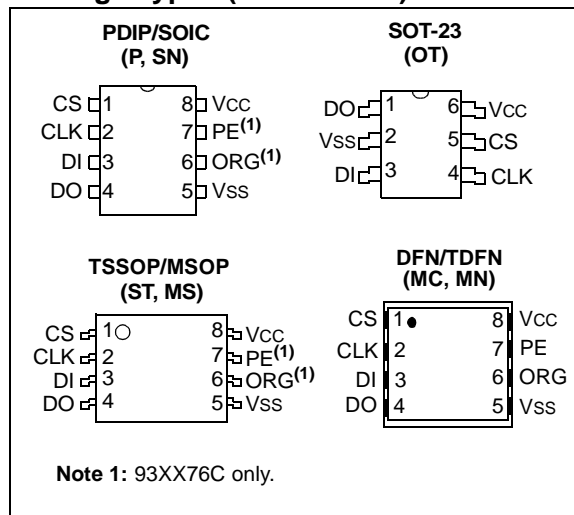 PDIP/SOIC
(P, SN)
CS 1 8 VCC
CLK 2 7 PE(1)
DI 3 6 ORG(1)
DO 4 5 VSS
SOT-23
(OT)
DO 1 6 VCC
VSS 2 5 CS
DI 3 4 CLK
TSSOP/MSOP
(ST, MS)
CS 1 8 VCC
CLK 2 7 PE(1)
DI 3 6 ORG(1)
DO 4 5 VSS
DFN/TDFN
(MC, MN)
CS 1 8 VCC
CLK 2 7 PE
DI 3 6 ORG
DO 4 5 VSS
Note 1: 93XX76C only.